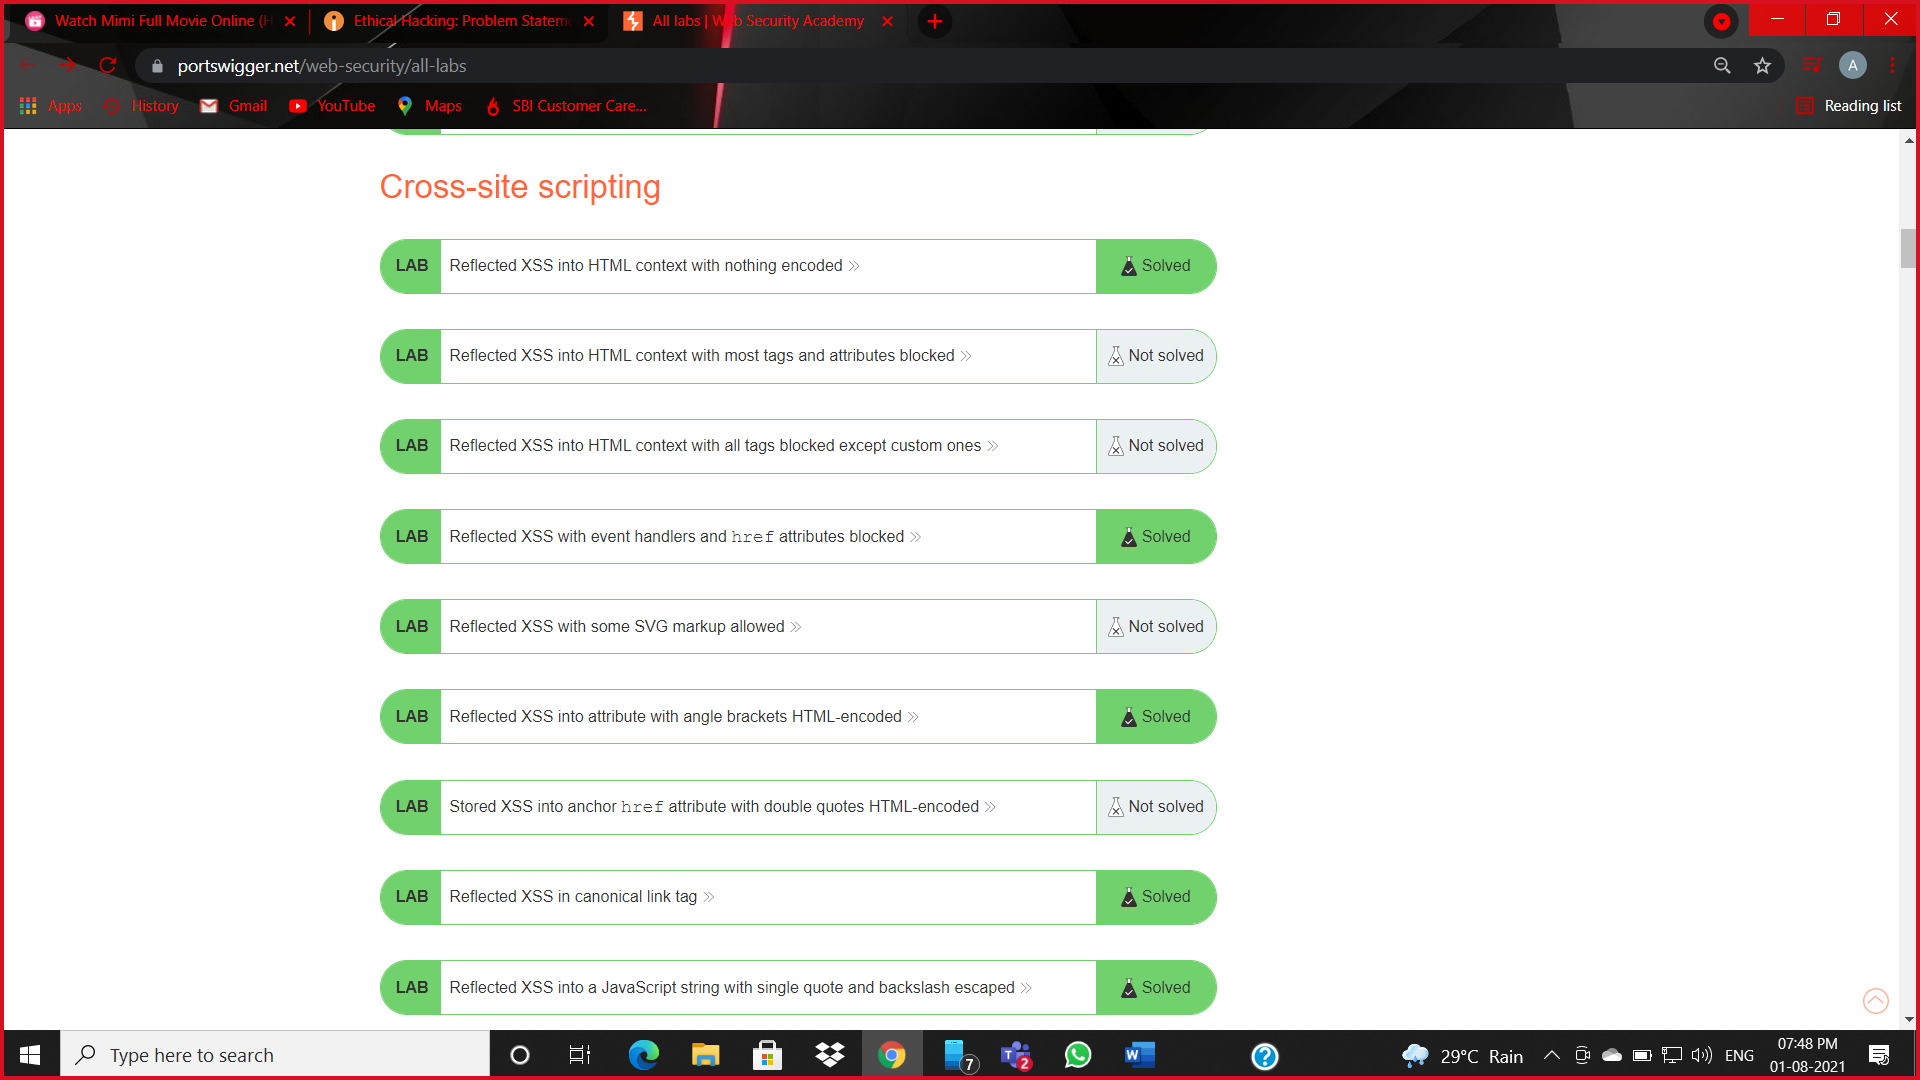 Watch Mimi Full Movie Online (H
Ethical Hacking: Problem Stateme
All labs | Web Security Academy
portswigger.net/web-security/all-labs
A
Apps
History
Gmail
YouTube
Maps
SBI Customer Care...
Reading list
Cross-site scripting
LAB Reflected XSS into HTML context with nothing encoded Solved
LAB Reflected XSS into HTML context with most tags and attributes blocked Not solved
LAB Reflected XSS into HTML context with all tags blocked except custom ones Not solved
LAB Reflected XSS with event handlers and href attributes blocked Solved
LAB Reflected XSS with some SVG markup allowed Not solved
LAB Reflected XSS into attribute with angle brackets HTML-encoded Solved
LAB Stored XSS into anchor href attribute with double quotes HTML-encoded Not solved
LAB Reflected XSS in canonical link tag Solved
LAB Reflected XSS into a JavaScript string with single quote and backslash escaped Solved
Type here to search
7
2
29°C Rain
ENG
07:48 PM
01-08-2021